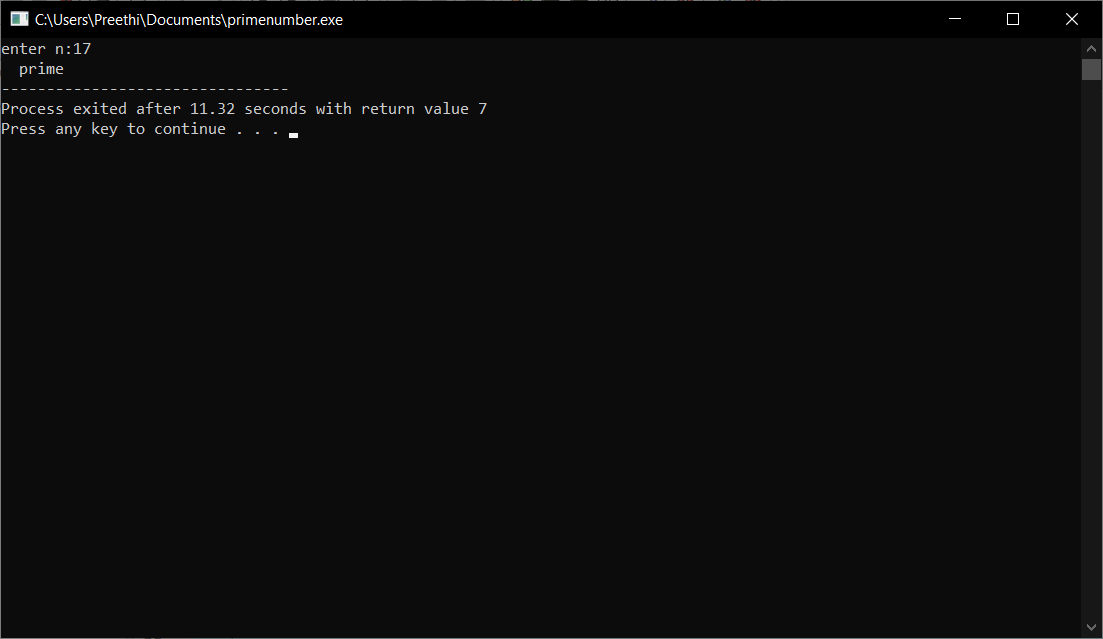 C:\Users\Preethi\Documents\primenumber.exe
enter n:17
  prime
--------------------------------
Process exited after 11.32 seconds with return value 7
Press any key to continue . . .